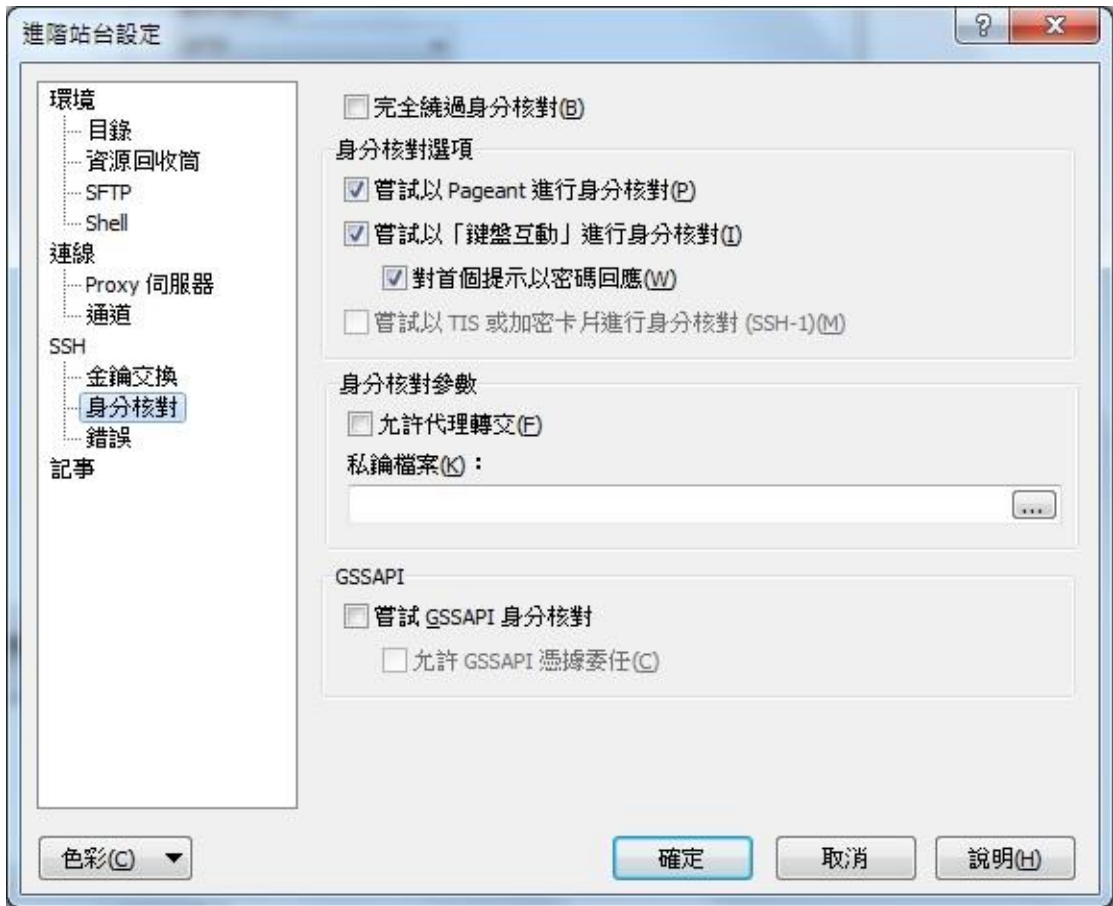 進階站台設定
環境
目錄
資源回收筒
SFTP
Shell
連線
Proxy 伺服器
通道
SSH
金鑰交換
身分核對
錯誤
記事
完全繞過身分核對(B)
身分核對選項
嘗試以 Pageant 進行身分核對(P)
嘗試以「鍵盤互動」進行身分核對(I)
對首個提示以密碼回應(W)
嘗試以 TIS 或加密卡片進行身分核對 (SSH-1)(M)
身分核對參數
允許代理轉交(F)
私鑰檔案(K)：
...
GSSAPI
嘗試 GSSAPI 身分核對
允許 GSSAPI 憑據委任(C)
色彩(C)
確定
取消
說明(H)